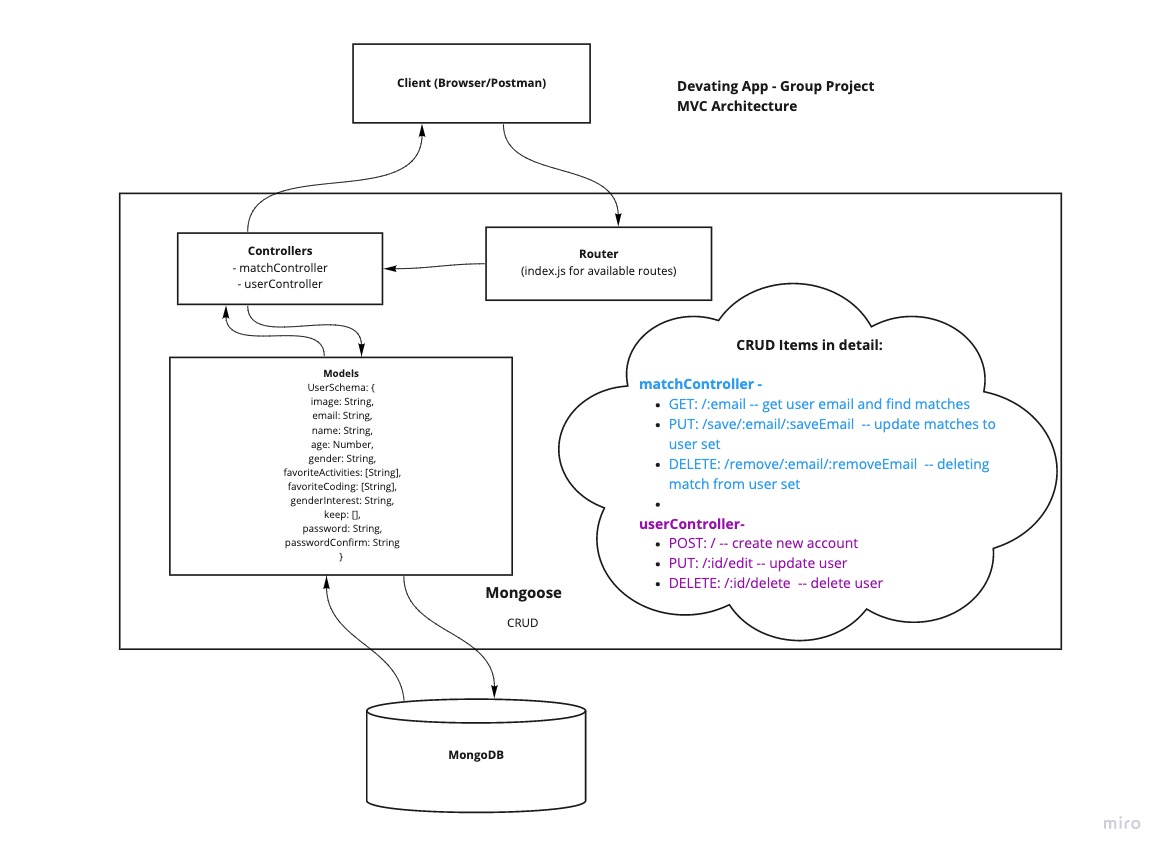 Client (Browser/Postman)
Devating App - Group Project
MVC Architecture
Controllers
- matchController
- userController
Router
(index.js for available routes)
Models
UserSchema: {
image: String,
email: String,
name: String,
age: Number,
gender: String,
favoriteActivities: [String],
favoriteCoding: [String],
genderInterest: String,
keep: [],
password: String,
passwordConfirm: String
}
CRUD Items in detail:
matchController -
• GET: /:email -- get user email and find matches
• PUT: /save/:email/:saveEmail  -- update matches to
user set
• DELETE: /remove/:email/:removeEmail  -- deleting
match from user set
•
userController-
• POST: / -- create new account
• PUT: /:id/edit -- update user
• DELETE: /:id/delete  -- delete user
Mongoose
CRUD
MongoDB
miro